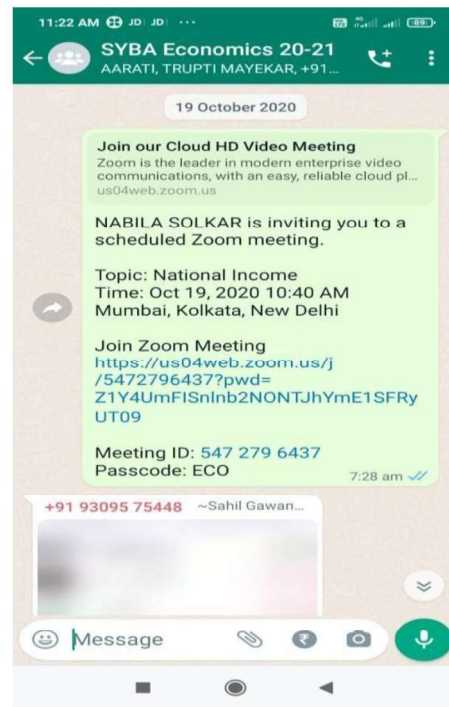 11:22 AM JD JD ... 4G 89
SYBA Economics 20-21
AARATI, TRUPTI MAYEKAR, +91...
19 October 2020
Join our Cloud HD Video Meeting
Zoom is the leader in modern enterprise video
communications, with an easy, reliable cloud pl...
us04web.zoom.us
NABILA SOLKAR is inviting you to a
scheduled Zoom meeting.
Topic: National Income
Time: Oct 19, 2020 10:40 AM
Mumbai, Kolkata, New Delhi
Join Zoom Meeting
https://us04web.zoom.us/j
/5472796437?pwd=
Z1Y4UmFISnlnb2NONTJhYmE1SFRy
UT09
Meeting ID: 547 279 6437
Passcode: ECO
7:28 am
+91 93095 75448 ~Sahil Gawan...
Message